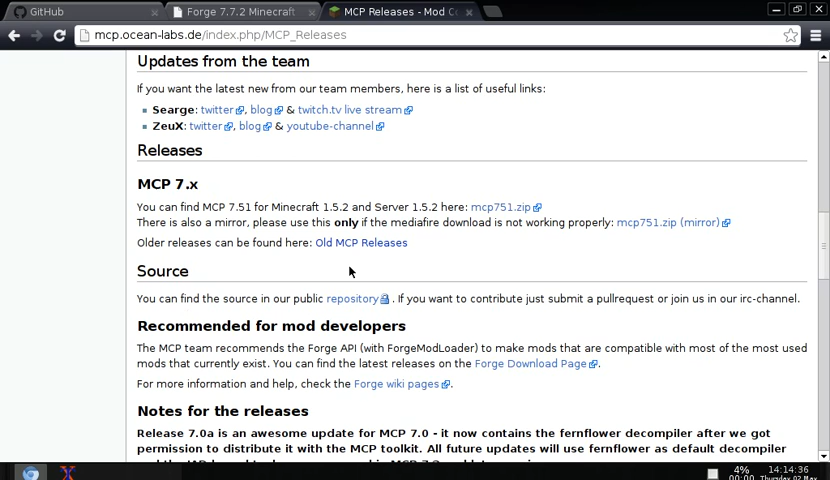 GitHub
Forge 7.7.2 Minecraft
MCP Releases - Mod C
mcp.ocean-labs.de/index.php/MCP_Releases
Updates from the team
If you want the latest new from our team members, here is a list of useful links:
Searge: twitter, blog & twitch.tv live stream
ZeuX: twitter, blog & youtube-channel
Releases
MCP 7.x
You can find MCP 7.51 for Minecraft 1.5.2 and Server 1.5.2 here: mcp751.zip
There is also a mirror, please use this only if the mediafire download is not working properly: mcp751.zip (mirror)
Older releases can be found here: Old MCP Releases
Source
You can find the source in our public repository. If you want to contribute just submit a pullrequest or join us in our irc-channel.
Recommended for mod developers
The MCP team recommends the Forge API (with ForgeModLoader) to make mods that are compatible with most of the most used
mods that currently exist. You can find the latest releases on the Forge Download Page.
For more information and help, check the Forge wiki pages.
Notes for the releases
Release 7.0a is an awesome update for MCP 7.0 - it now contains the fernflower decompiler after we got
permission to distribute it with the MCP toolkit. All future updates will use fernflower as default decompiler
4%
00:00
14:14:36
Thursday 02 May